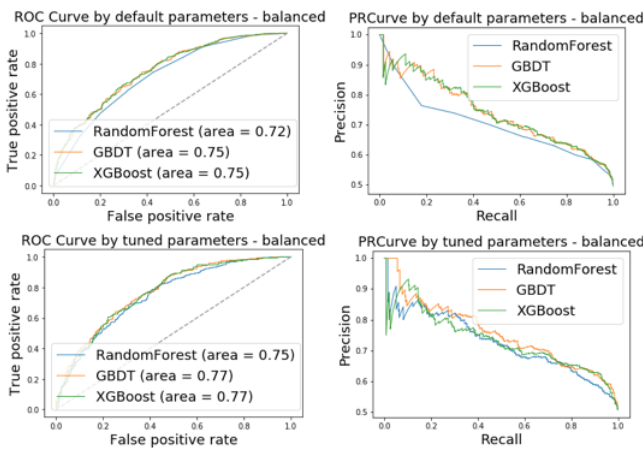 ROC Curve by default parameters - balanced
True positive rate
1.0
0.8
0.6
0.4
0.2
0.0
RandomForest (area = 0.72)
GBDT (area = 0.75)
XGBoost (area = 0.75)
0.0 0.2 0.4 0.6 0.8 1.0
False positive rate
PRCurve by default parameters - balanced
Precision
1.0
0.9
0.8
0.7
0.6
0.5
RandomForest
GBDT
XGBoost
0.0 0.2 0.4 0.6 0.8 1.0
Recall
ROC Curve by tuned parameters - balanced
True positive rate
1.0
0.8
0.6
0.4
0.2
0.0
RandomForest (area = 0.75)
GBDT (area = 0.77)
XGBoost (area = 0.77)
0.0 0.2 0.4 0.6 0.8 1.0
False positive rate
PRCurve by tuned parameters - balanced
Precision
1.0
0.9
0.8
0.7
0.6
0.5
RandomForest
GBDT
XGBoost
0.0 0.2 0.4 0.6 0.8 1.0
Recall